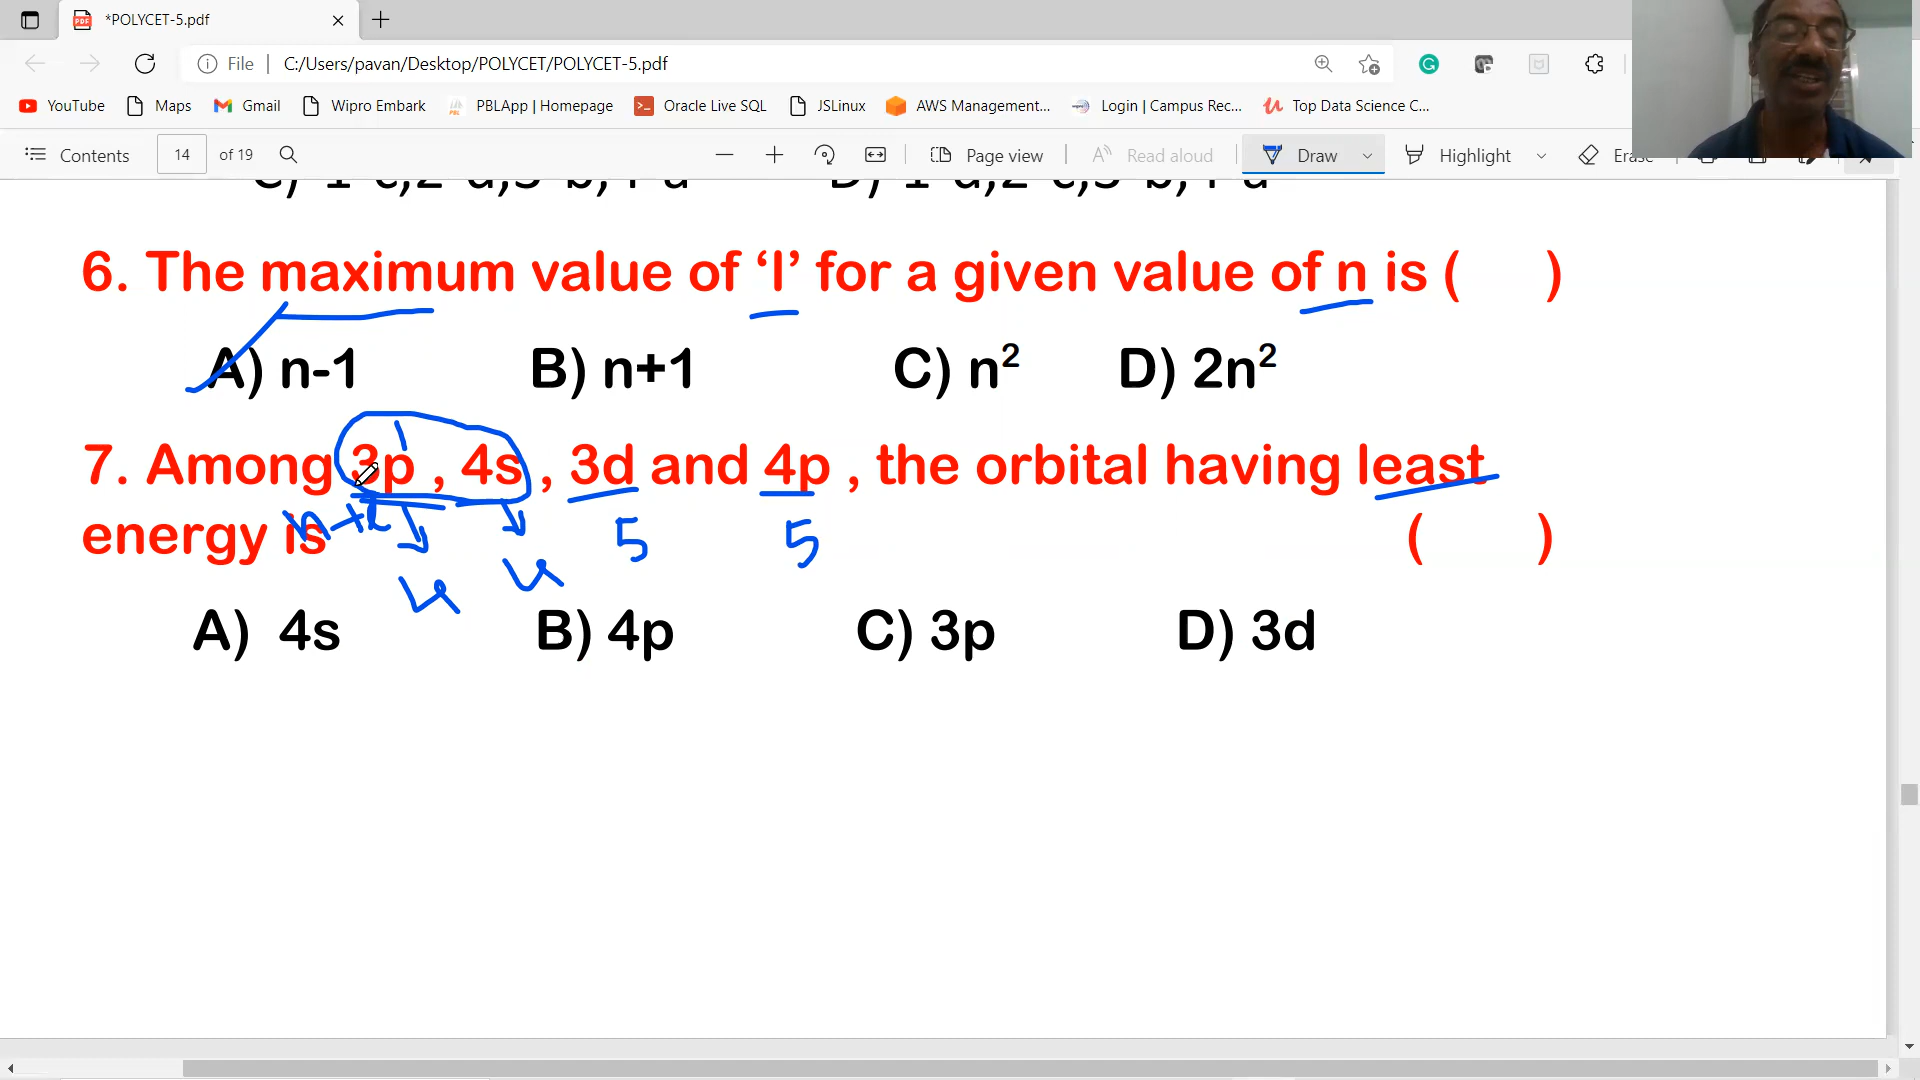 *POLYCET-5.pdf
File C:/Users/pavan/Desktop/POLYCET/POLYCET-5.pdf
YouTube Maps Gmail Wipro Embark PBLApp | Homepage Oracle Live SQL JSLinux AWS Management... Login | Campus Rec... Top Data Science C...
Contents 14 of 19 Page view Read aloud Draw Highlight Erase
6. The maximum value of ‘l’ for a given value of n is ( )
A) n-1 B) n+1 C) n² D) 2n²
7. Among 3p , 4s , 3d and 4p , the orbital having least
energy is ( )
n+l 5 5
4 4
A) 4s B) 4p C) 3p D) 3d